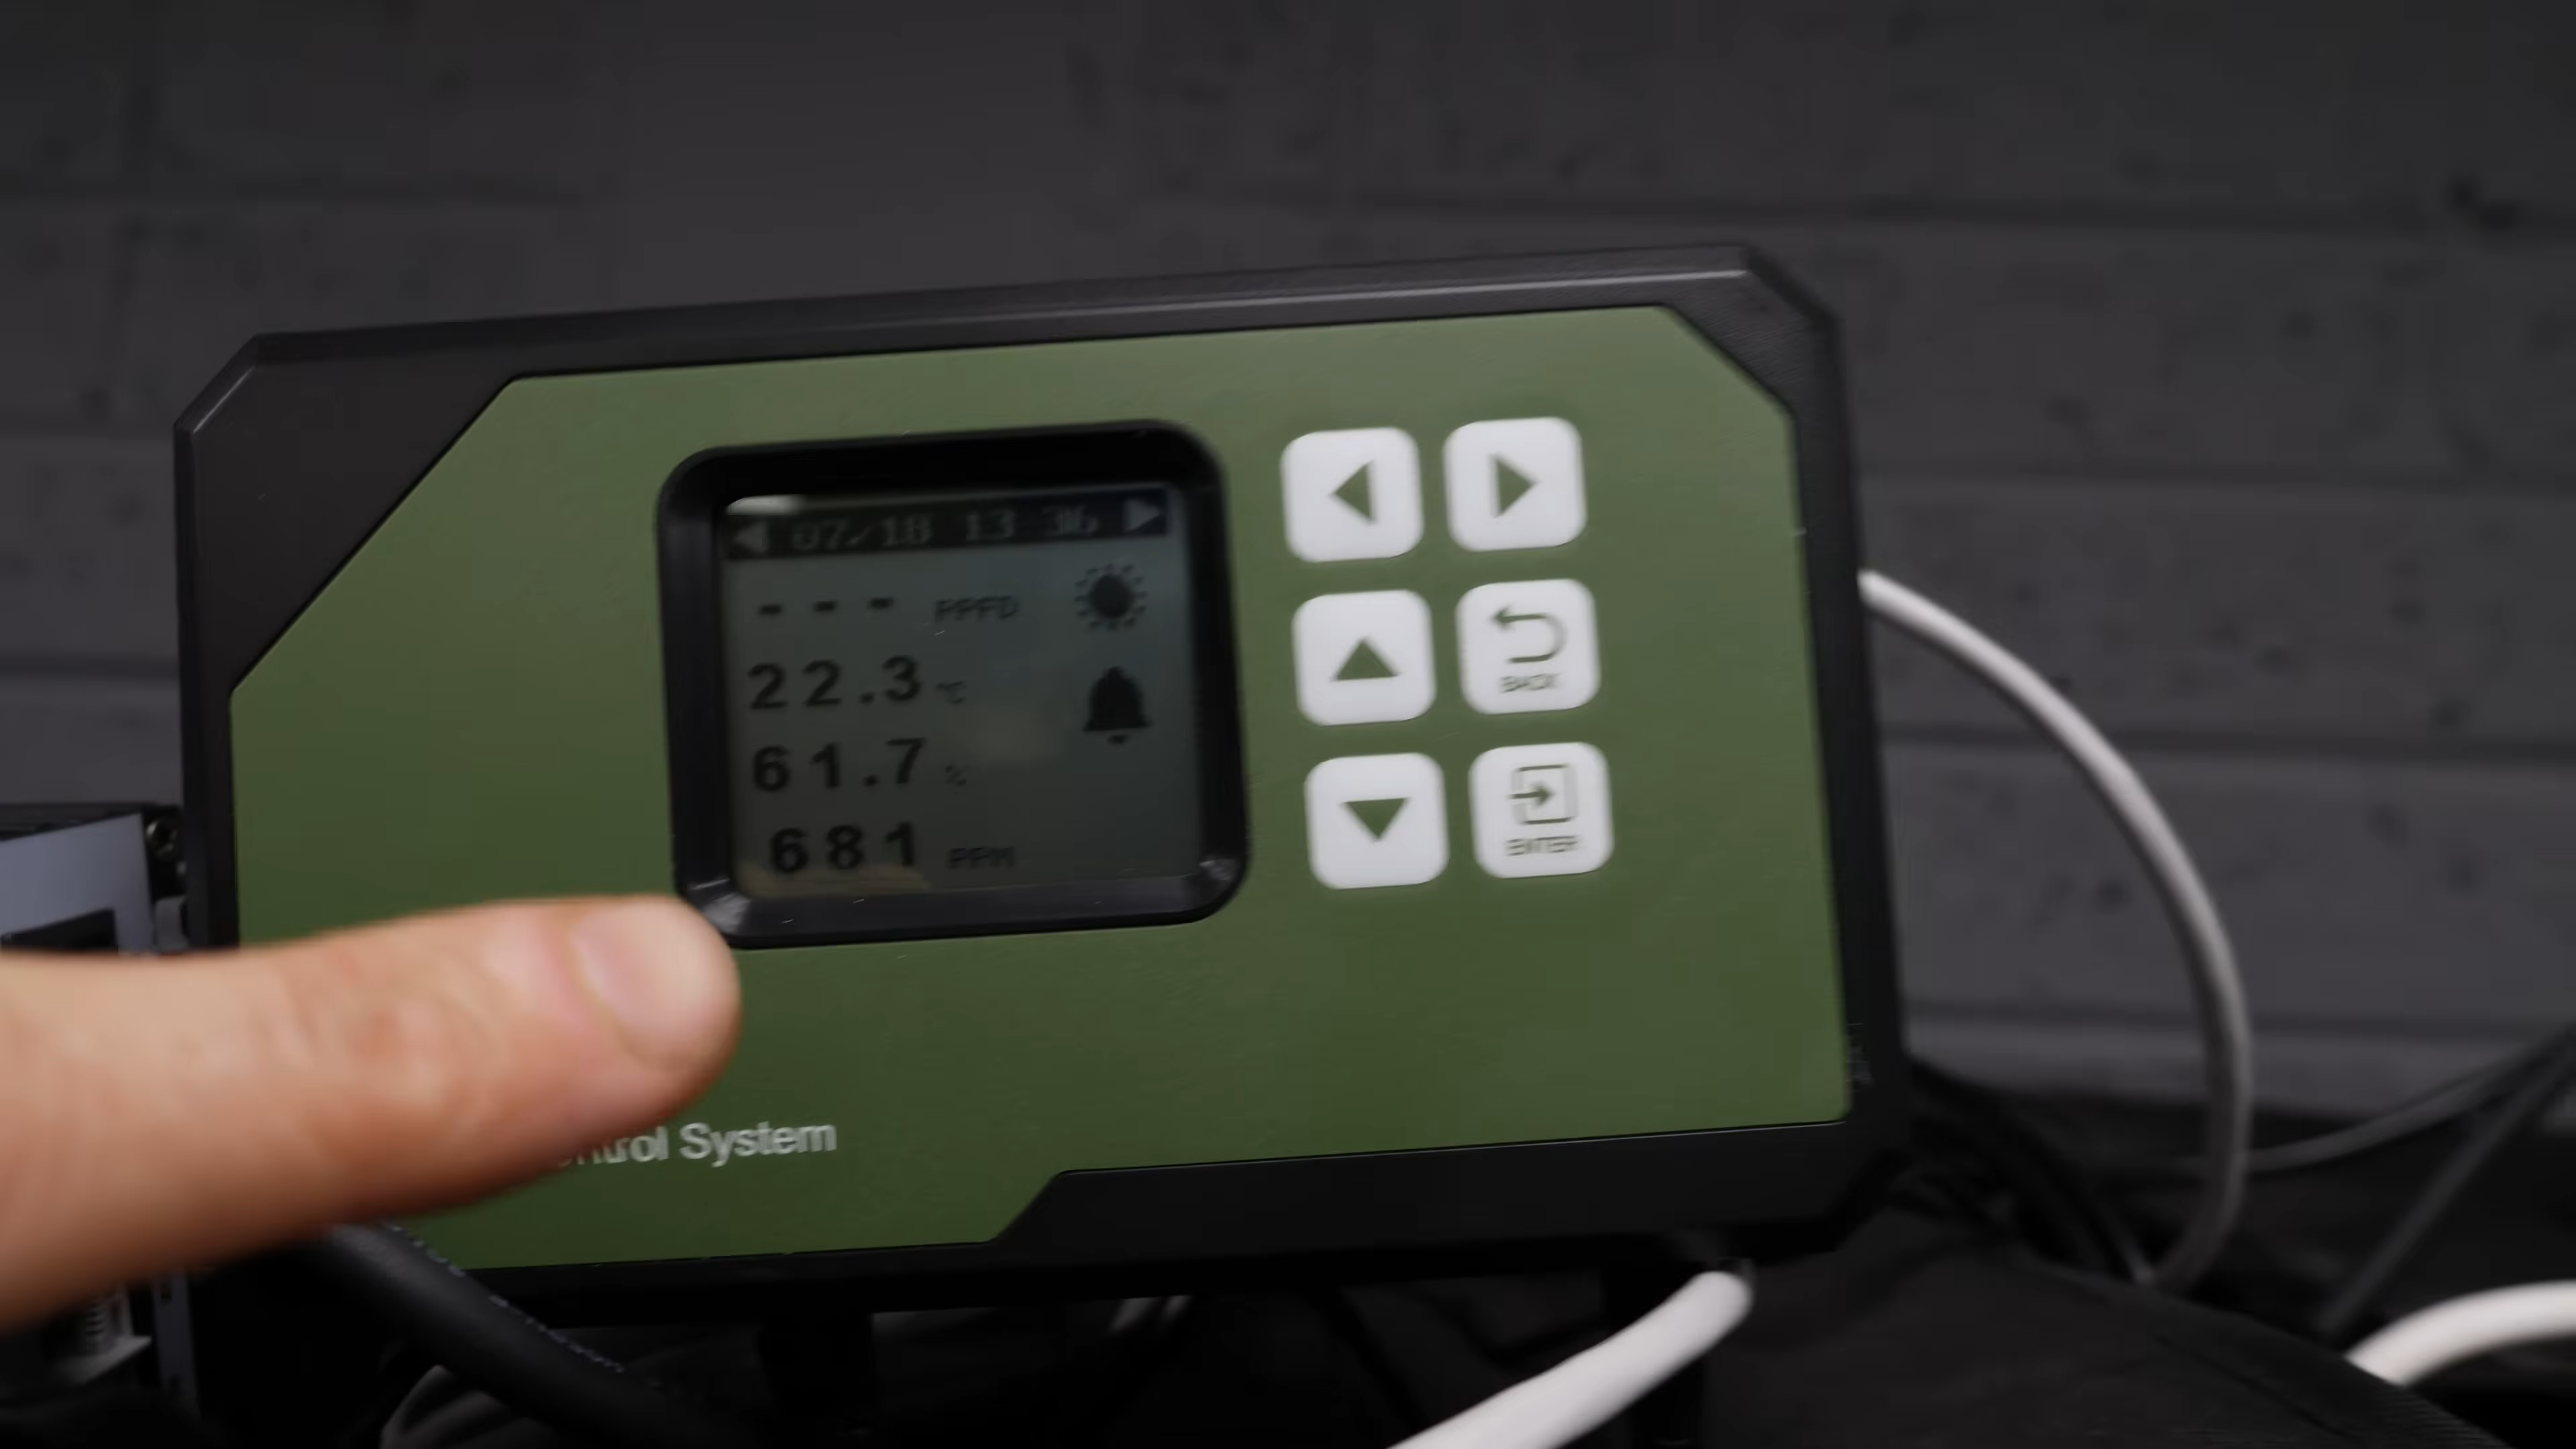 07/18 13 36
--- PPFD
22.3 °C
61.7 %
681 PPM
BACK
ENTER
System